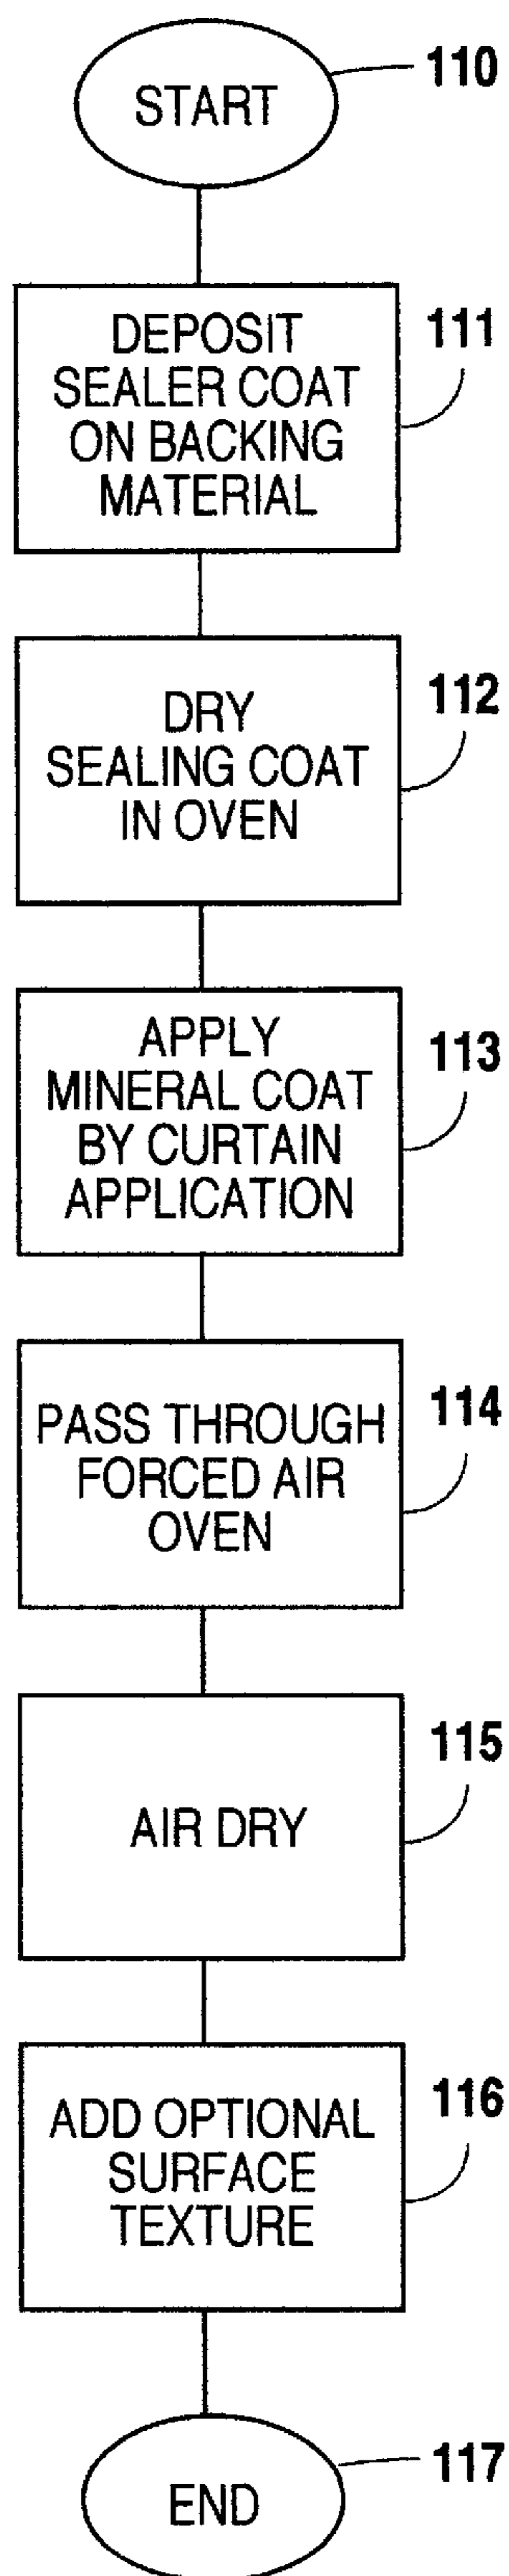 START
110
DEPOSIT
SEALER COAT
ON BACKING
MATERIAL
111
DRY
SEALING COAT
IN OVEN
112
APPLY
MINERAL COAT
BY CURTAIN
APPLICATION
113
PASS THROUGH
FORCED AIR
OVEN
114
AIR DRY
115
ADD OPTIONAL
SURFACE
TEXTURE
116
END
117